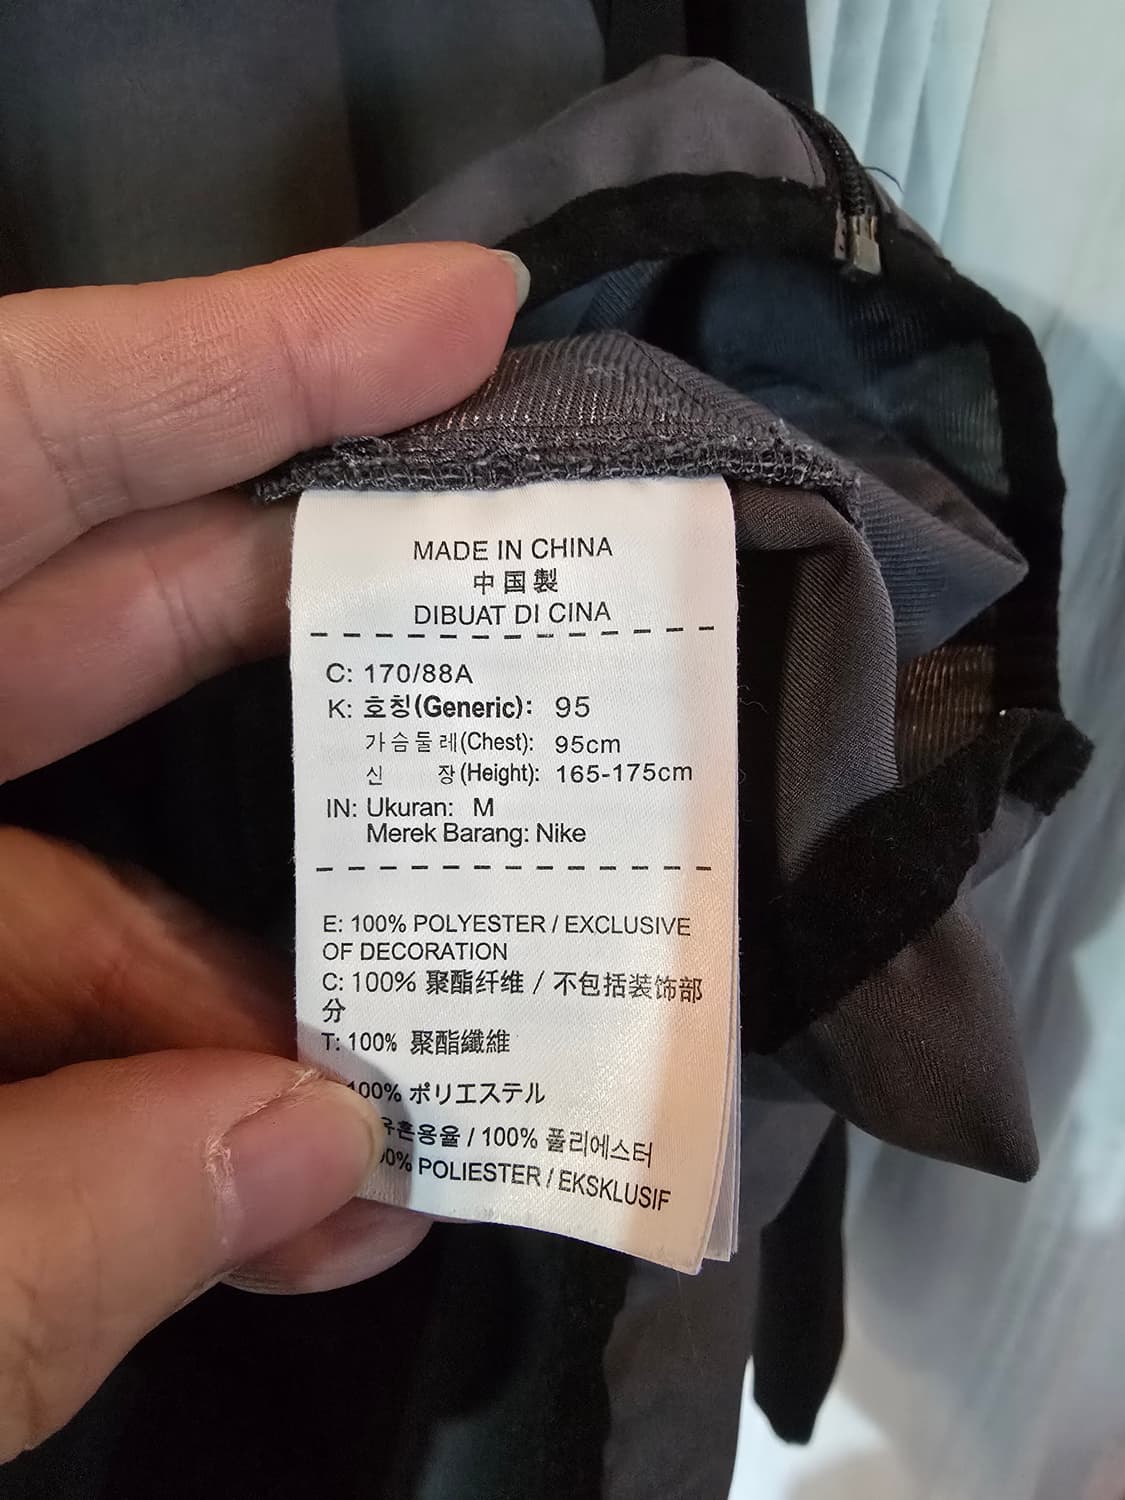 MADE IN CHINA
中国製
DIBUAT DI CINA
C: 170/88A
K: 호칭(Generic): 95
가슴둘레(Chest): 95cm
신 장(Height): 165-175cm
IN: Ukuran: M
Merek Barang: Nike
E: 100% POLYESTER / EXCLUSIVE
OF DECORATION
C: 100% 聚酯纤维 / 不包括装饰部
分
T: 100% 聚酯纖維
100% ポリエステル
혼용율 / 100% 폴리에스터
POLIESTER / EKSKLUSIF